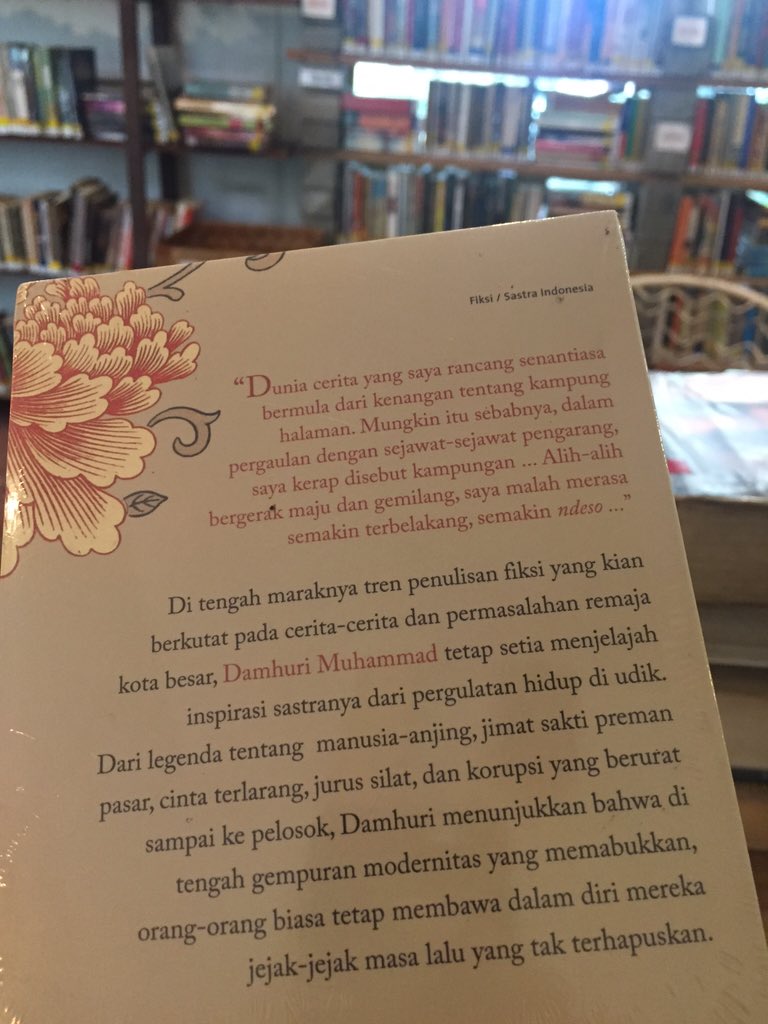 Fiksi / Sastra Indonesia
“Dunia cerita yang saya rancang senantiasa
bermula dari kenangan tentang kampung
halaman. Mungkin itu sebabnya, dalam
pergaulan dengan sejawat-sejawat pengarang,
saya kerap disebut kampungan ... Alih-alih
bergerak maju dan gemilang, saya malah merasa
semakin terbelakang, semakin ndeso ...”
Di tengah maraknya tren penulisan fiksi yang kian
berkutat pada cerita-cerita dan permasalahan remaja
kota besar, Damhuri Muhammad tetap setia menjelajah
inspirasi sastranya dari pergulatan hidup di udik.
Dari legenda tentang manusia-anjing, jimat sakti preman
pasar, cinta terlarang, jurus silat, dan korupsi yang berurat
sampai ke pelosok, Damhuri menunjukkan bahwa di
tengah gempuran modernitas yang memabukkan,
orang-orang biasa tetap membawa dalam diri mereka
jejak-jejak masa lalu yang tak terhapuskan.